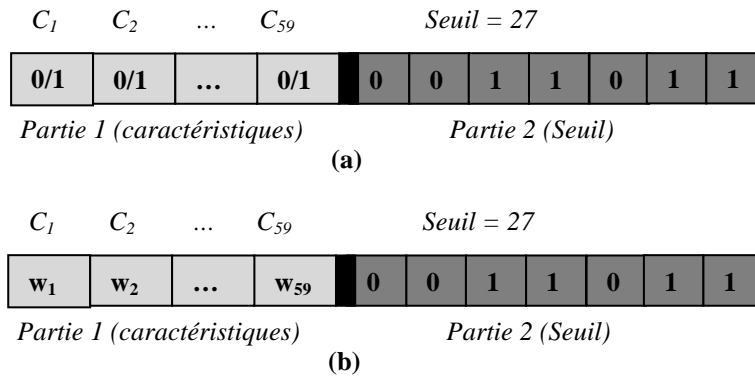 C1 C2 ... C59 Seuil = 27
0/1 0/1 ... 0/1 0 0 1 1 0 1 1
Partie 1 (caractéristiques) Partie 2 (Seuil)
(a)
C1 C2 ... C59 Seuil = 27
w1 w2 ... w59 0 0 1 1 0 1 1
Partie 1 (caractéristiques) Partie 2 (Seuil)
(b)